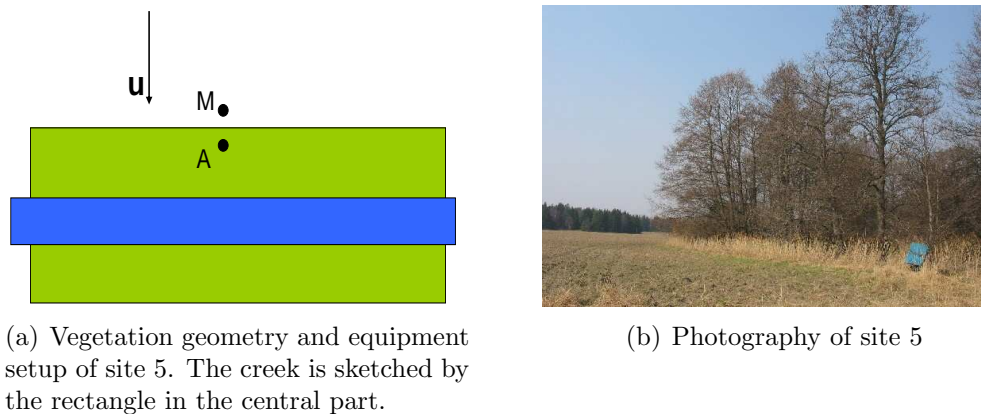 u
M
A
(a) Vegetation geometry and equipment
setup of site 5. The creek is sketched by
the rectangle in the central part.
(b) Photography of site 5